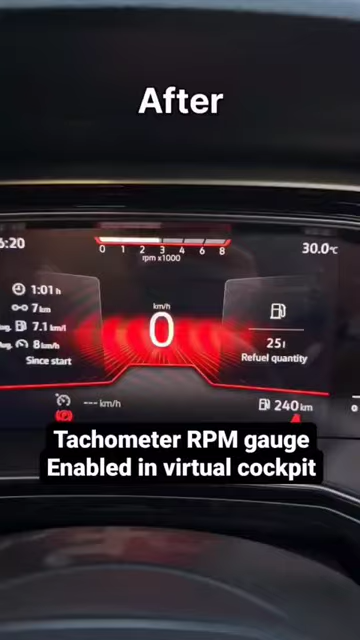 After
6:20
0 1 2 3 4 5 6 8
rpm x1000
30.0°C
1:01 h
7 km
7.1 km/l
8 km/h
Since start
km/h
0
25 l
Refuel quantity
--- km/h
240 km
Tachometer RPM gauge
Enabled in virtual cockpit